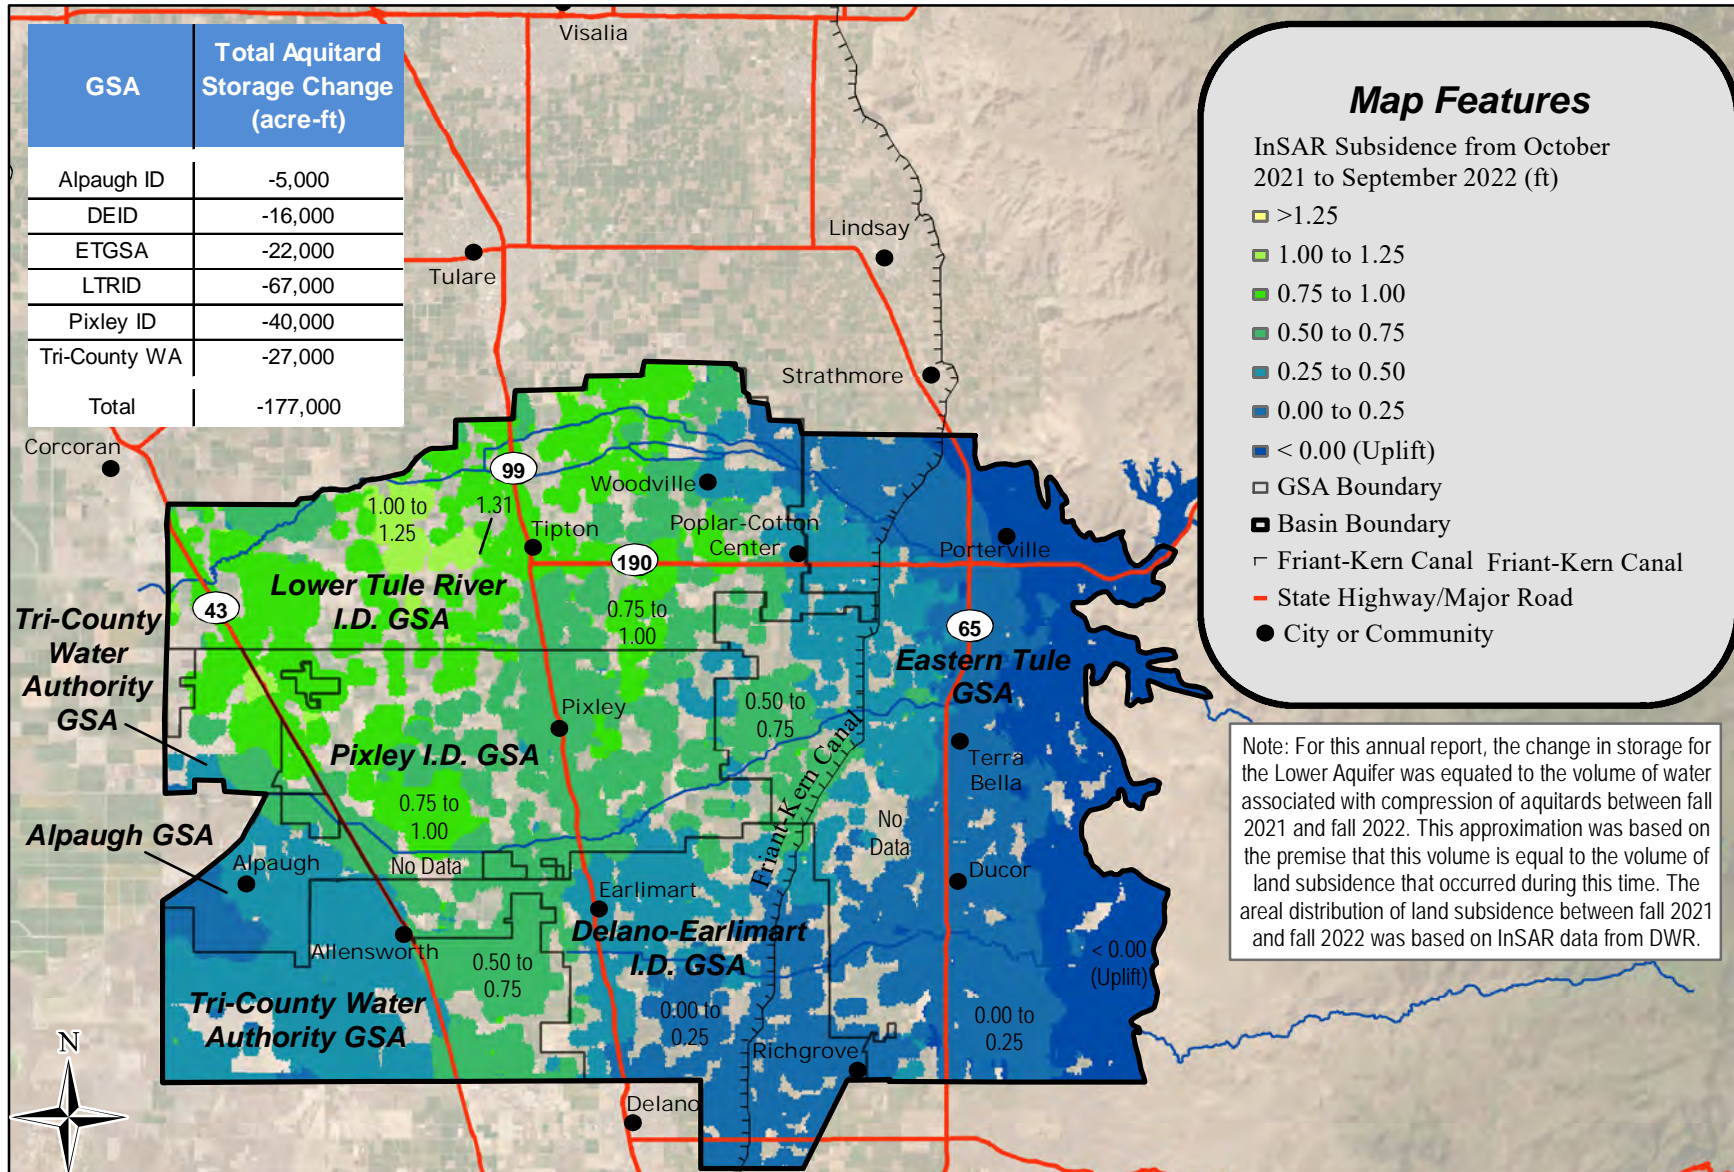 GSA
Total Aquitard
Storage Change
(acre-ft)
Alpaugh ID -5,000
DEID -16,000
ETGSA -22,000
LTRID -67,000
Pixley ID -40,000
Tri-County WA -27,000
Total -177,000
Map Features
InSAR Subsidence from October
2021 to September 2022 (ft)
>1.25
1.00 to 1.25
0.75 to 1.00
0.50 to 0.75
0.25 to 0.50
0.00 to 0.25
< 0.00 (Uplift)
GSA Boundary
Basin Boundary
Friant-Kern Canal Friant-Kern Canal
State Highway/Major Road
City or Community
Note: For this annual report, the change in storage for
the Lower Aquifer was equated to the volume of water
associated with compression of aquitards between fall
2021 and fall 2022. This approximation was based on
the premise that this volume is equal to the volume of
land subsidence that occurred during this time. The
areal distribution of land subsidence between fall 2021
and fall 2022 was based on InSAR data from DWR.
Visalia
Lindsay
Tulare
Strathmore
Corcoran
99
Woodville
1.00 to
1.25
1.31
Tipton
Poplar-Cotton
Center
Porterville
190
Lower Tule River
I.D. GSA
43
0.75 to
1.00
65
Tri-County
Water
Authority
GSA
Eastern Tule
GSA
0.50 to
0.75
Pixley
Pixley I.D. GSA
Terra
Bella
Friant-Kern Canal
0.75 to
1.00
No
Data
Alpaugh GSA
Alpaugh
No Data
Ducor
Earlimart
Allensworth
Delano-Earlimart
I.D. GSA
0.50 to
0.75
< 0.00
(Uplift)
Tri-County Water
Authority GSA
0.00 to
0.25
0.00 to
0.25
Richgrove
N
Delano